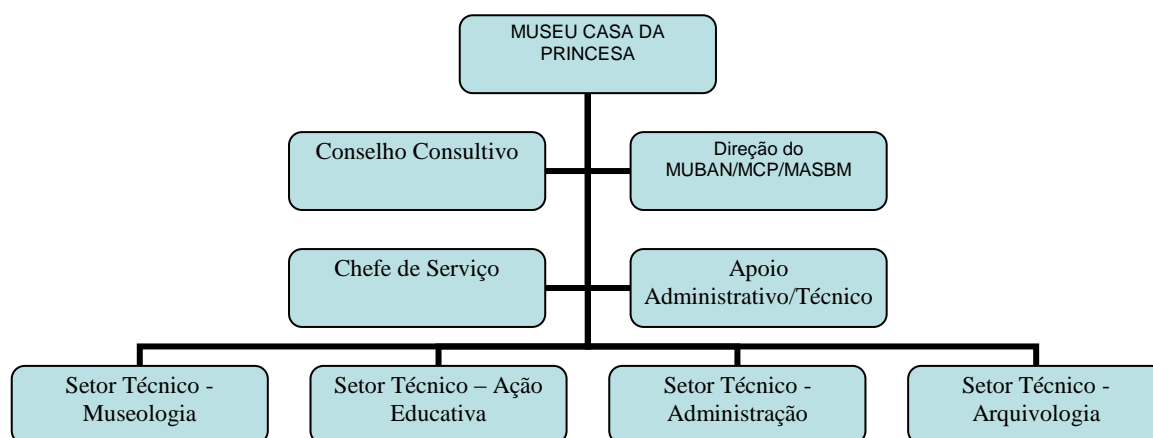 MUSEU CASA DA
PRINCESA
Conselho Consultivo
Direção do
MUBAN/MCP/MASBM
Chefe de Serviço
Apoio
Administrativo/Técnico
Setor Técnico -
Museologia
Setor Técnico – Ação
Educativa
Setor Técnico -
Administração
Setor Técnico -
Arquivologia